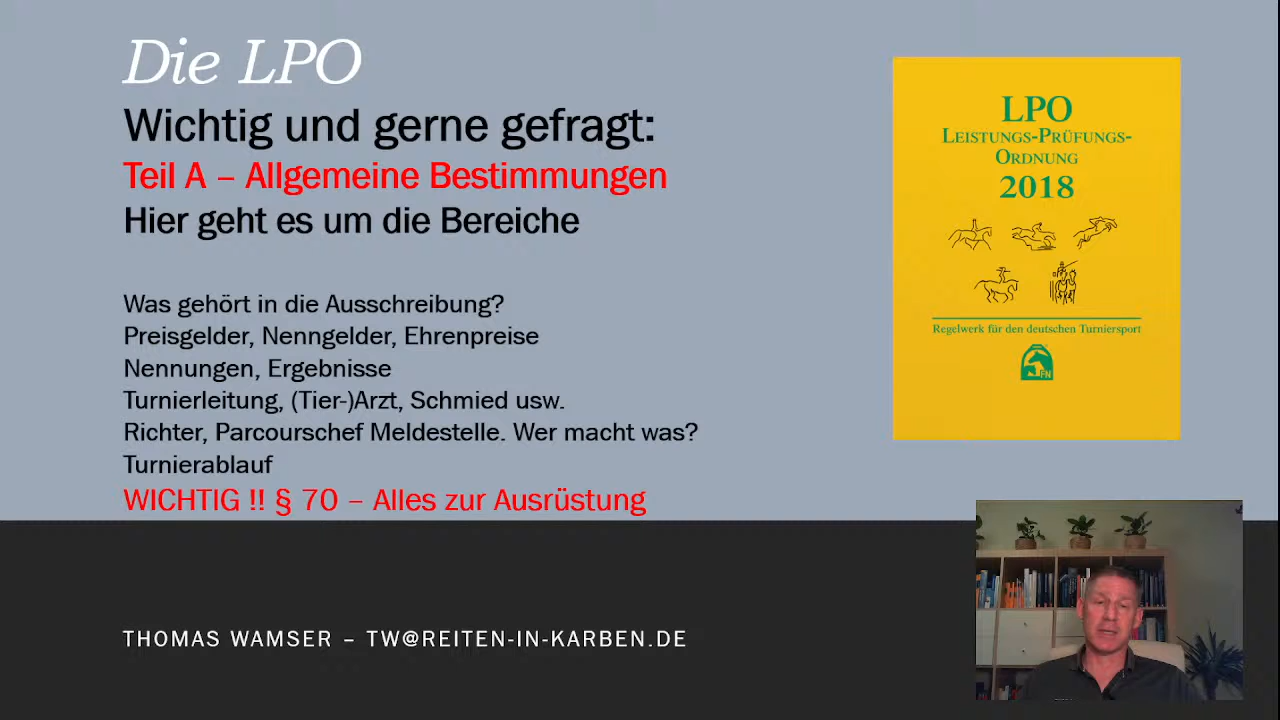 Die LPO
Wichtig und gerne gefragt:
Teil A – Allgemeine Bestimmungen
Hier geht es um die Bereiche
Was gehört in die Ausschreibung?
Preisgelder, Nenngelder, Ehrenpreise
Nennungen, Ergebnisse
Turnierleitung, (Tier-)Arzt, Schmied usw.
Richter, Parcourschef Meldestelle. Wer macht was?
Turnierablauf
WICHTIG !! § 70 – Alles zur Ausrüstung
THOMAS WAMSER – TW@REITEN-IN-KARBEN.DE
LPO
LEISTUNGS-PRÜFUNGS-
ORDNUNG
2018
Regelwerk für den deutschen Turniersport
FN